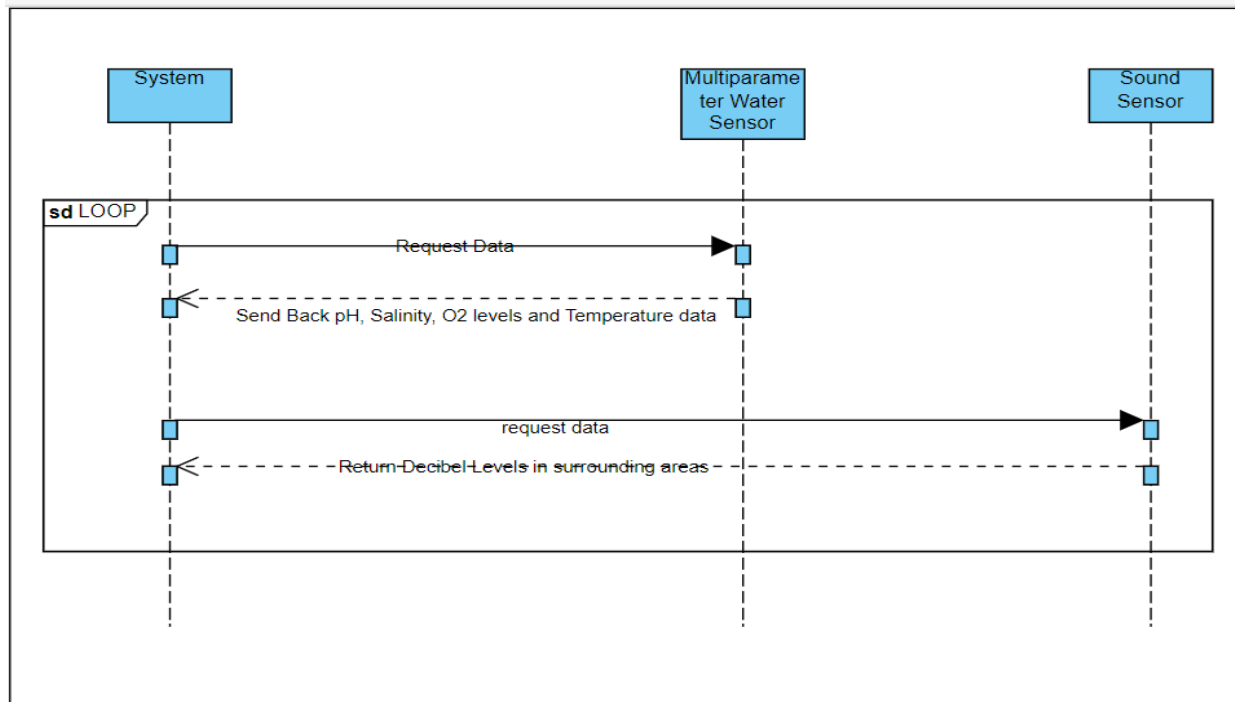 System
Multiparame
ter Water
Sensor
Sound
Sensor
sd LOOP
Request Data
Send Back pH, Salinity, O2 levels and Temperature data
request data
Return Decibel Levels in surrounding areas